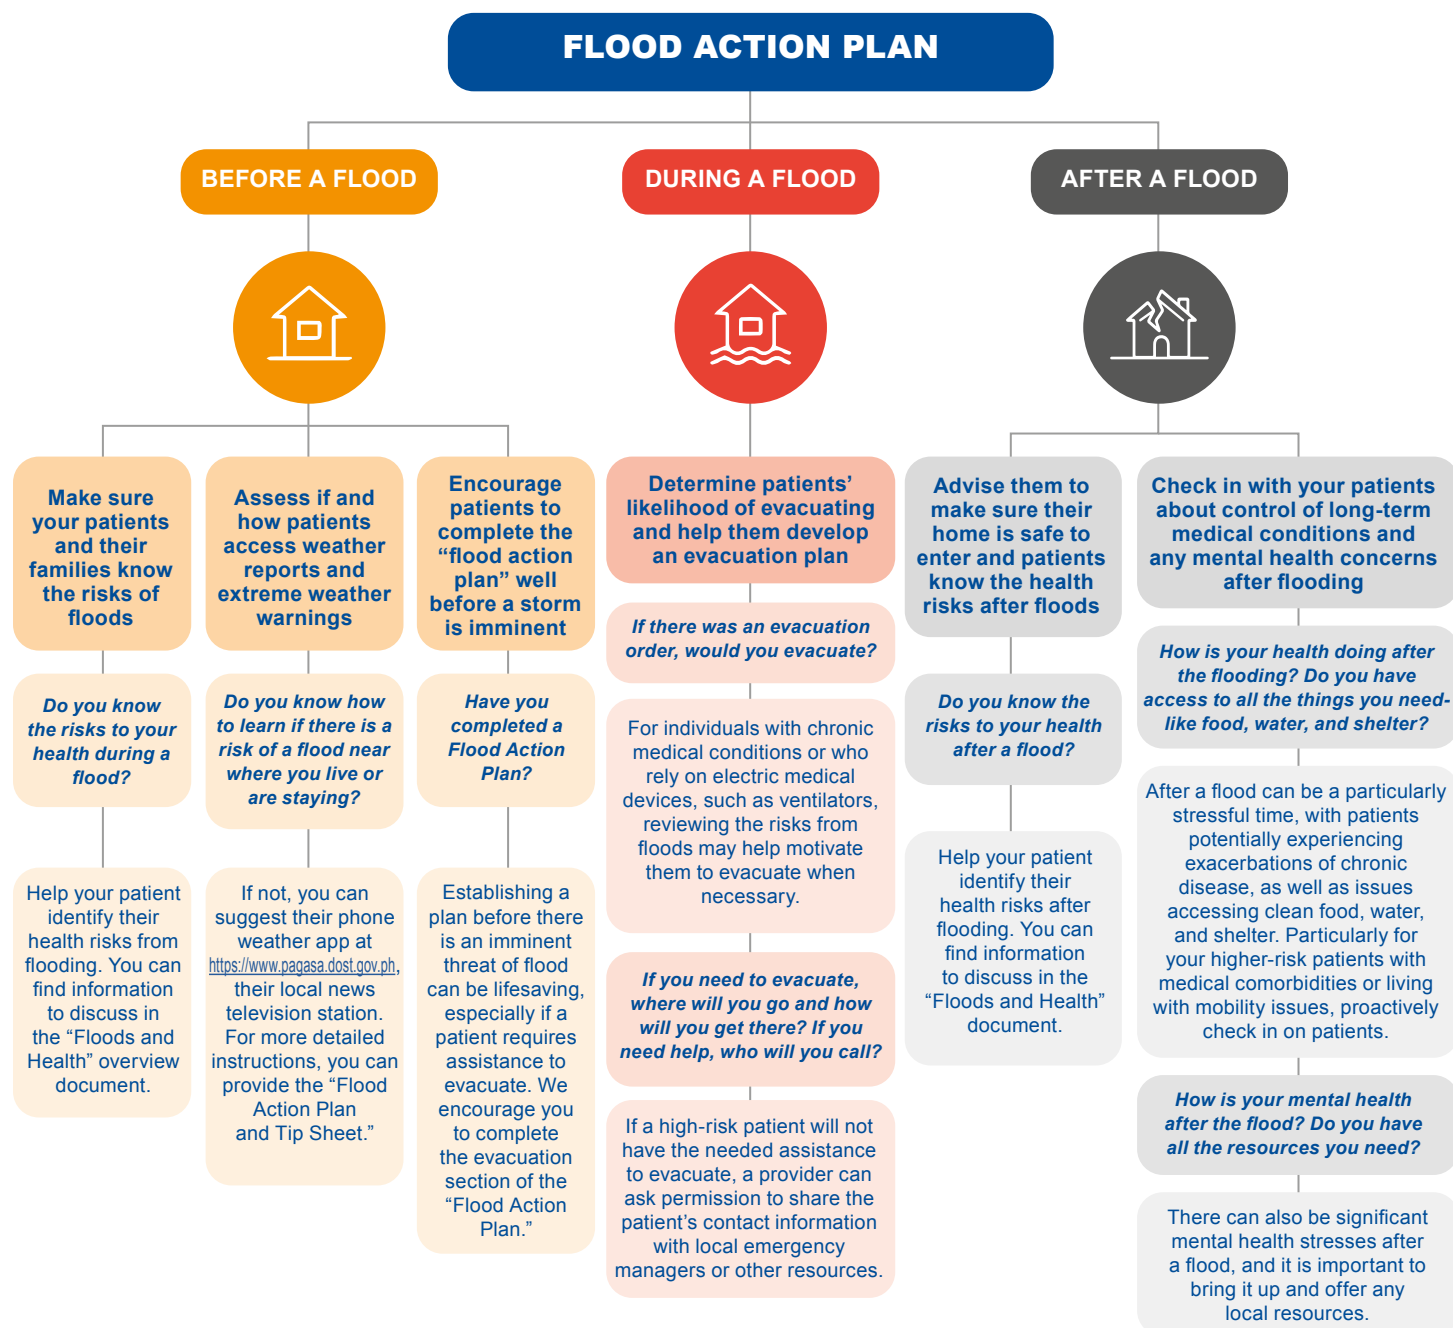 FLOOD ACTION PLAN
BEFORE A FLOOD
Make sure
your patients
and their
families know
the risks of
floods
Do you know
the risks to your
health during a
flood?
Help your patient
identify their
health risks from
flooding. You can
find information
to discuss in
the “Floods and
Health” overview
document.
Assess if and
how patients
access weather
reports and
extreme weather
warnings
Do you know how
to learn if there is a
risk of a flood near
where you live or
are staying?
If not, you can
suggest their phone
weather app at
https://www.pagasa.dost.gov.ph,
their local news
television station.
For more detailed
instructions, you can
provide the “Flood
Action Plan
and Tip Sheet.”
Encourage
patients to
complete the
“flood action
plan” well
before a storm
is imminent
Have you
completed a
Flood Action
Plan?
Establishing a
plan before there
is an imminent
threat of flood
can be lifesaving,
especially if a
patient requires
assistance to
evacuate. We
encourage you
to complete
the evacuation
section of the
“Flood Action
Plan.”
DURING A FLOOD
Determine patients’
likelihood of evacuating
and help them develop
an evacuation plan
If there was an evacuation
order, would you evacuate?
For individuals with chronic
medical conditions or who
rely on electric medical
devices, such as ventilators,
reviewing the risks from
floods may help motivate
them to evacuate when
necessary.
If you need to evacuate,
where will you go and how
will you get there? If you
need help, who will you call?
If a high-risk patient will not
have the needed assistance
to evacuate, a provider can
ask permission to share the
patient’s contact information
with local emergency
managers or other resources.
AFTER A FLOOD
Advise them to
make sure their
home is safe to
enter and patients
know the health
risks after floods
Do you know the
risks to your health
after a flood?
Help your patient
identify their
health risks after
flooding. You can
find information
to discuss in the
“Floods and Health”
document.
Check in with your patients
about control of long-term
medical conditions and
any mental health concerns
after flooding
How is your health doing after
the flooding? Do you have
access to all the things you need-
like food, water, and shelter?
After a flood can be a particularly
stressful time, with patients
potentially experiencing
exacerbations of chronic
disease, as well as issues
accessing clean food, water,
and shelter. Particularly for
your higher-risk patients with
medical comorbidities or living
with mobility issues, proactively
check in on patients.
How is your mental health
after the flood? Do you have
all the resources you need?
There can also be significant
mental health stresses after
a flood, and it is important to
bring it up and offer any
local resources.